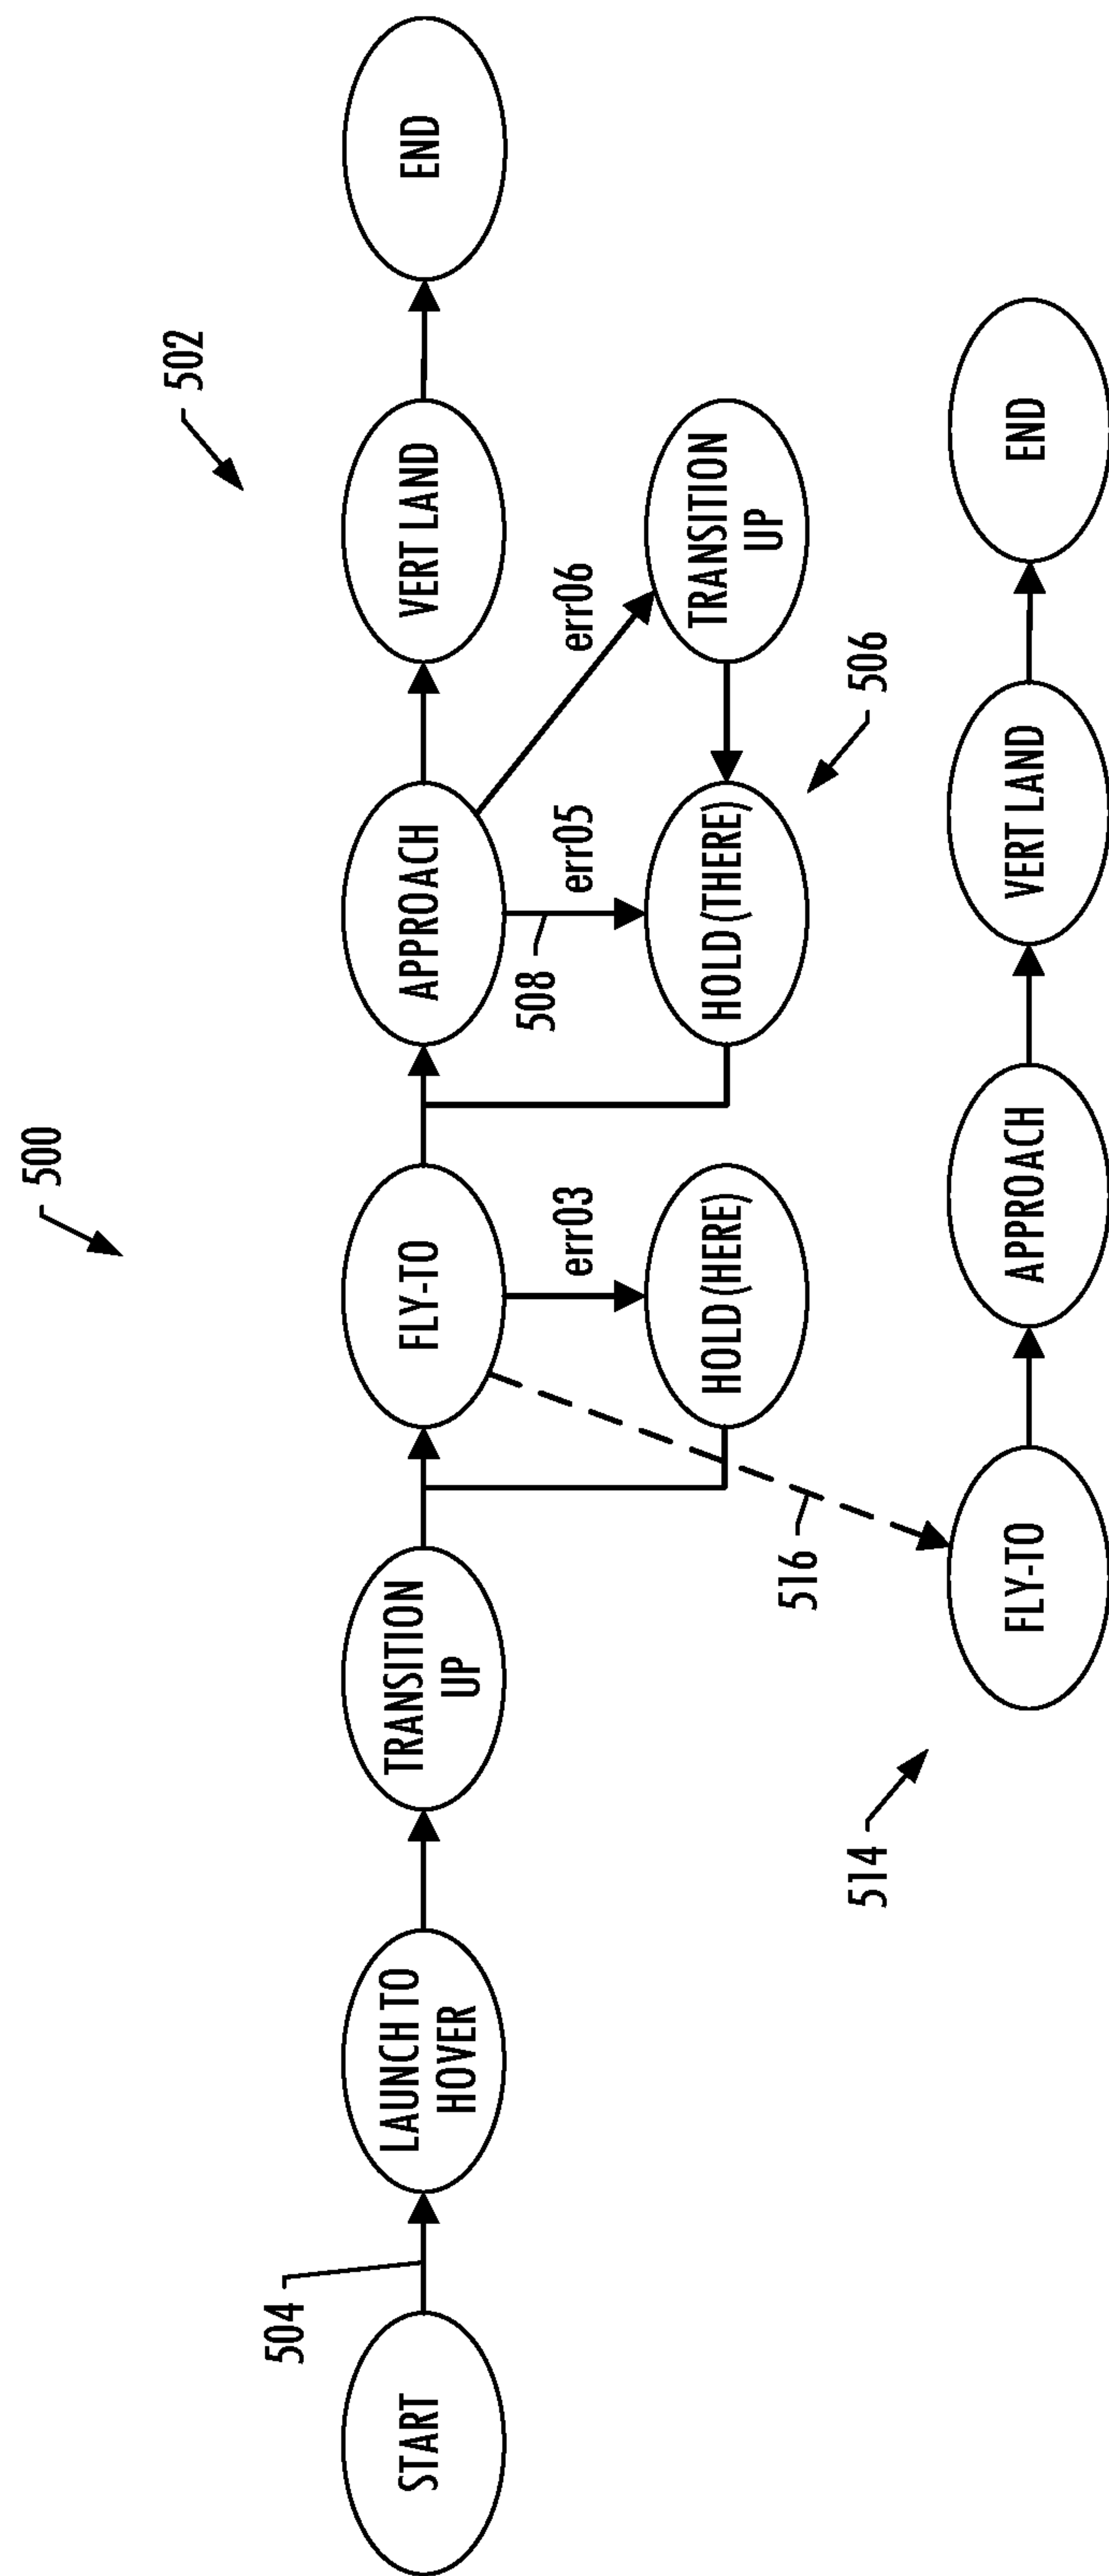 500
502
504
START
LAUNCH TO
HOVER
TRANSITION
UP
FLY-TO
APPROACH
VERT LAND
END
err03
508
err05
err06
HOLD (HERE)
HOLD (THERE)
TRANSITION
UP
506
516
514
FLY-TO
APPROACH
VERT LAND
END